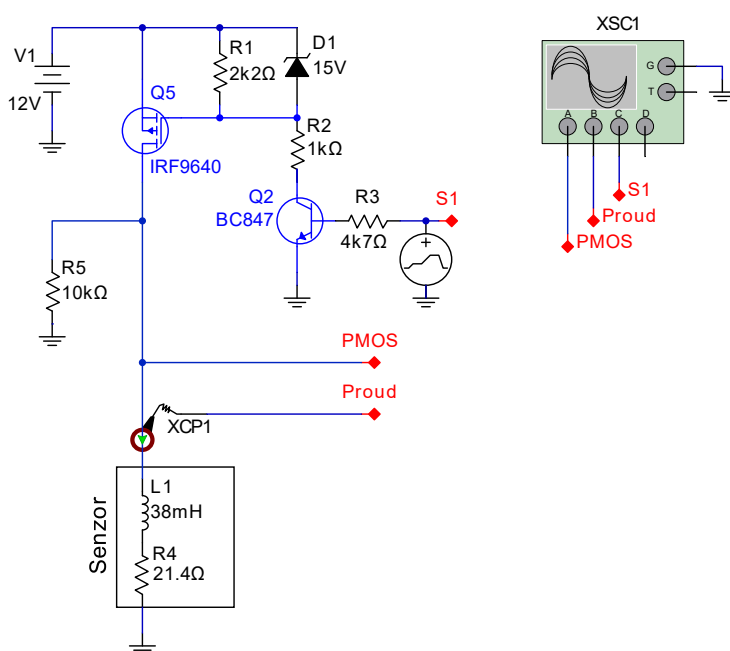 XSC1
V1
12V
R1
2k2Ω
D1
15V
G
T
A
B
C
D
Q5
IRF9640
R2
1kΩ
Q2
BC847
R3
4k7Ω
S1
S1
Proud
PMOS
R5
10kΩ
PMOS
Proud
XCP1
Senzor
L1
38mH
R4
21.4Ω